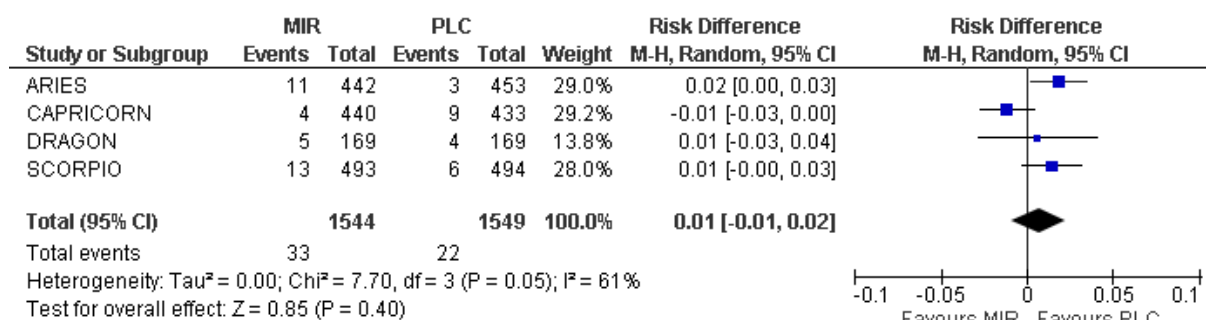 MIR PLC Risk Difference Risk Difference
Study or Subgroup Events Total Events Total Weight M-H, Random, 95% CI M-H, Random, 95% CI
ARIES 11 442 3 453 29.0% 0.02 [0.00, 0.03]
CAPRICORN 4 440 9 433 29.2% -0.01 [-0.03, 0.00]
DRAGON 5 169 4 169 13.8% 0.01 [-0.03, 0.04]
SCORPIO 13 493 6 494 28.0% 0.01 [-0.00, 0.03]
Total (95% CI) 1544 1549 100.0% 0.01 [-0.01, 0.02]
Total events 33 22
Heterogeneity: Tau² = 0.00; Chi² = 7.70, df = 3 (P = 0.05); I² = 61%
Test for overall effect: Z = 0.85 (P = 0.40)
-0.1 -0.05 0 0.05 0.1
Favours MIR Favours PLC